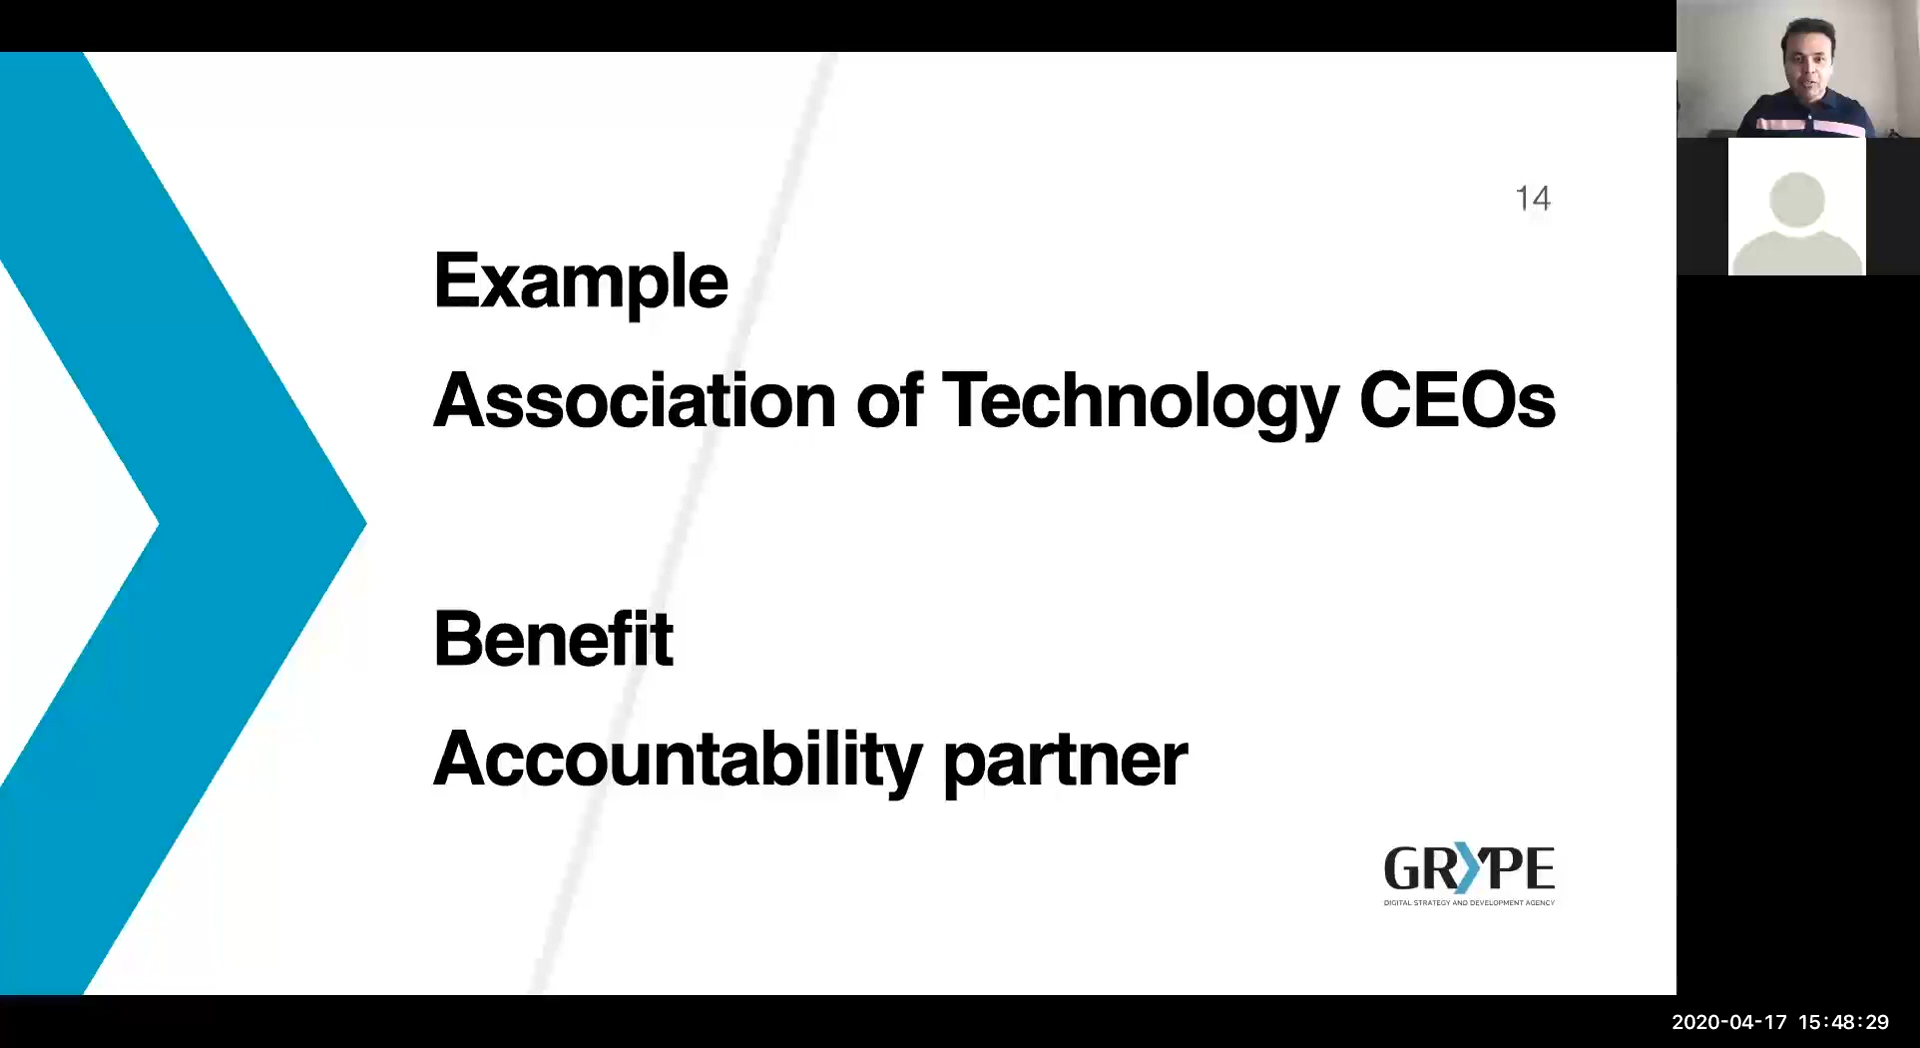 14
Example
Association of Technology CEOs
Benefit
Accountability partner
GRYPE
DIGITAL STRATEGY AND DEVELOPMENT AGENCY
2020-04-17 15:48:29